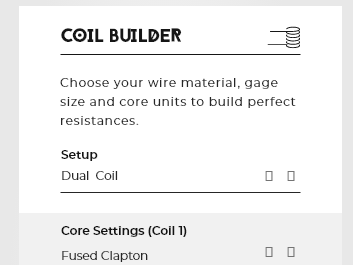 COIL BUILDER
Choose your wire material, gage
size and core units to build perfect
resistances.
Setup
Dual Coil
Core Settings (Coil 1)
Fused Clapton